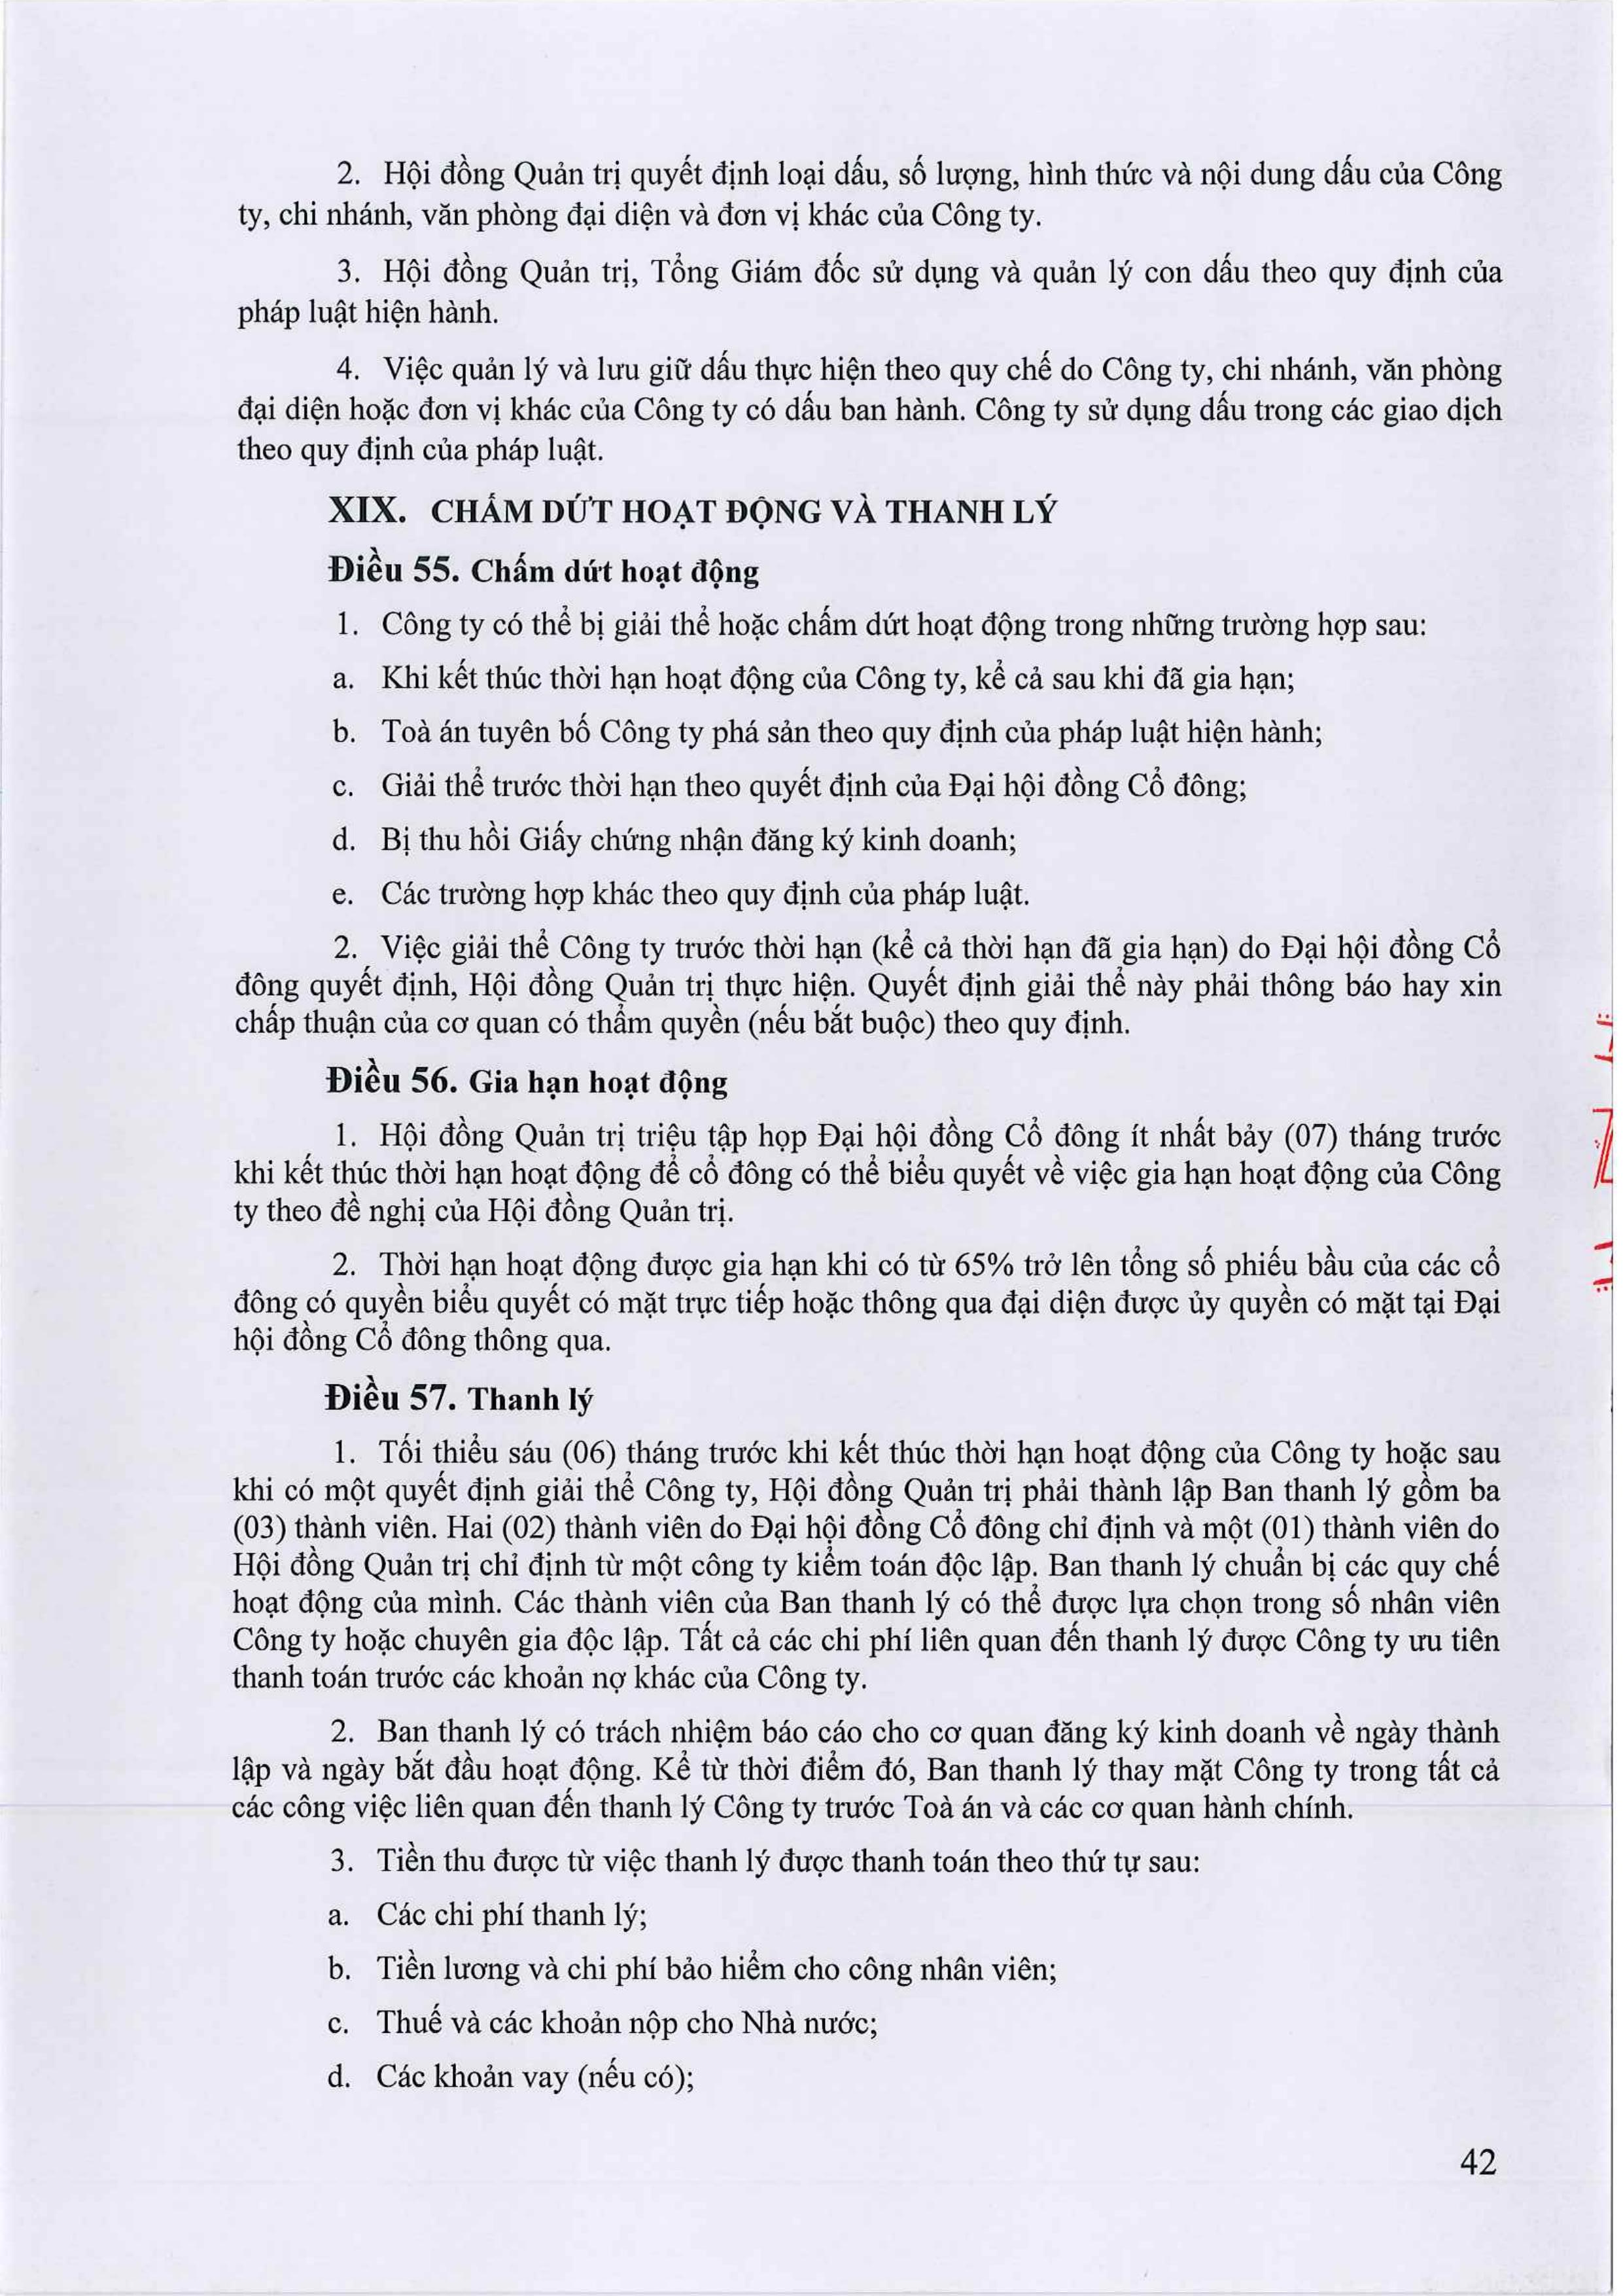 2. Hội đồng Quản trị quyết định loại dấu, số lượng, hình thức và nội dung dấu của Công
ty, chi nhánh, văn phòng đại diện và đơn vị khác của Công ty.
3. Hội đồng Quản trị, Tổng Giám đốc sử dụng và quản lý con dấu theo quy định của
pháp luật hiện hành.
4. Việc quản lý và lưu giữ dấu thực hiện theo quy chế do Công ty, chi nhánh, văn phòng
đại diện hoặc đơn vị khác của Công ty có dấu ban hành. Công ty sử dụng dấu trong các giao dịch
theo quy định của pháp luật.
XIX. CHẤM DỨT HOẠT ĐỘNG VÀ THANH LÝ
Điều 55. Chấm dứt hoạt động
1. Công ty có thể bị giải thể hoặc chấm dứt hoạt động trong những trường hợp sau:
a. Khi kết thúc thời hạn hoạt động của Công ty, kể cả sau khi đã gia hạn;
b. Toà án tuyên bố Công ty phá sản theo quy định của pháp luật hiện hành;
c. Giải thể trước thời hạn theo quyết định của Đại hội đồng Cổ đông;
d. Bị thu hồi Giấy chứng nhận đăng ký kinh doanh;
e. Các trường hợp khác theo quy định của pháp luật.
2. Việc giải thể Công ty trước thời hạn (kể cả thời hạn đã gia hạn) do Đại hội đồng Cổ
đông quyết định, Hội đồng Quản trị thực hiện. Quyết định giải thể này phải thông báo hay xin
chấp thuận của cơ quan có thẩm quyền (nếu bắt buộc) theo quy định.
Điều 56. Gia hạn hoạt động
1. Hội đồng Quản trị triệu tập họp Đại hội đồng Cổ đông ít nhất bảy (07) tháng trước
khi kết thúc thời hạn hoạt động để cổ đông có thể biểu quyết về việc gia hạn hoạt động của Công
ty theo đề nghị của Hội đồng Quản trị.
2. Thời hạn hoạt động được gia hạn khi có từ 65% trở lên tổng số phiếu bầu của các cổ
đông có quyền biểu quyết có mặt trực tiếp hoặc thông qua đại diện được ủy quyền có mặt tại Đại
hội đồng Cổ đông thông qua.
Điều 57. Thanh lý
1. Tối thiểu sáu (06) tháng trước khi kết thúc thời hạn hoạt động của Công ty hoặc sau
khi có một quyết định giải thể Công ty, Hội đồng Quản trị phải thành lập Ban thanh lý gồm ba
(03) thành viên. Hai (02) thành viên do Đại hội đồng Cổ đông chỉ định và một (01) thành viên do
Hội đồng Quản trị chỉ định từ một công ty kiểm toán độc lập. Ban thanh lý chuẩn bị các quy chế
hoạt động của mình. Các thành viên của Ban thanh lý có thể được lựa chọn trong số nhân viên
Công ty hoặc chuyên gia độc lập. Tất cả các chi phí liên quan đến thanh lý được Công ty ưu tiên
thanh toán trước các khoản nợ khác của Công ty.
2. Ban thanh lý có trách nhiệm báo cáo cho cơ quan đăng ký kinh doanh về ngày thành
lập và ngày bắt đầu hoạt động. Kể từ thời điểm đó, Ban thanh lý thay mặt Công ty trong tất cả
các công việc liên quan đến thanh lý Công ty trước Toà án và các cơ quan hành chính.
3. Tiền thu được từ việc thanh lý được thanh toán theo thứ tự sau:
a. Các chi phí thanh lý;
b. Tiền lương và chi phí bảo hiểm cho công nhân viên;
c. Thuế và các khoản nộp cho Nhà nước;
d. Các khoản vay (nếu có);
42